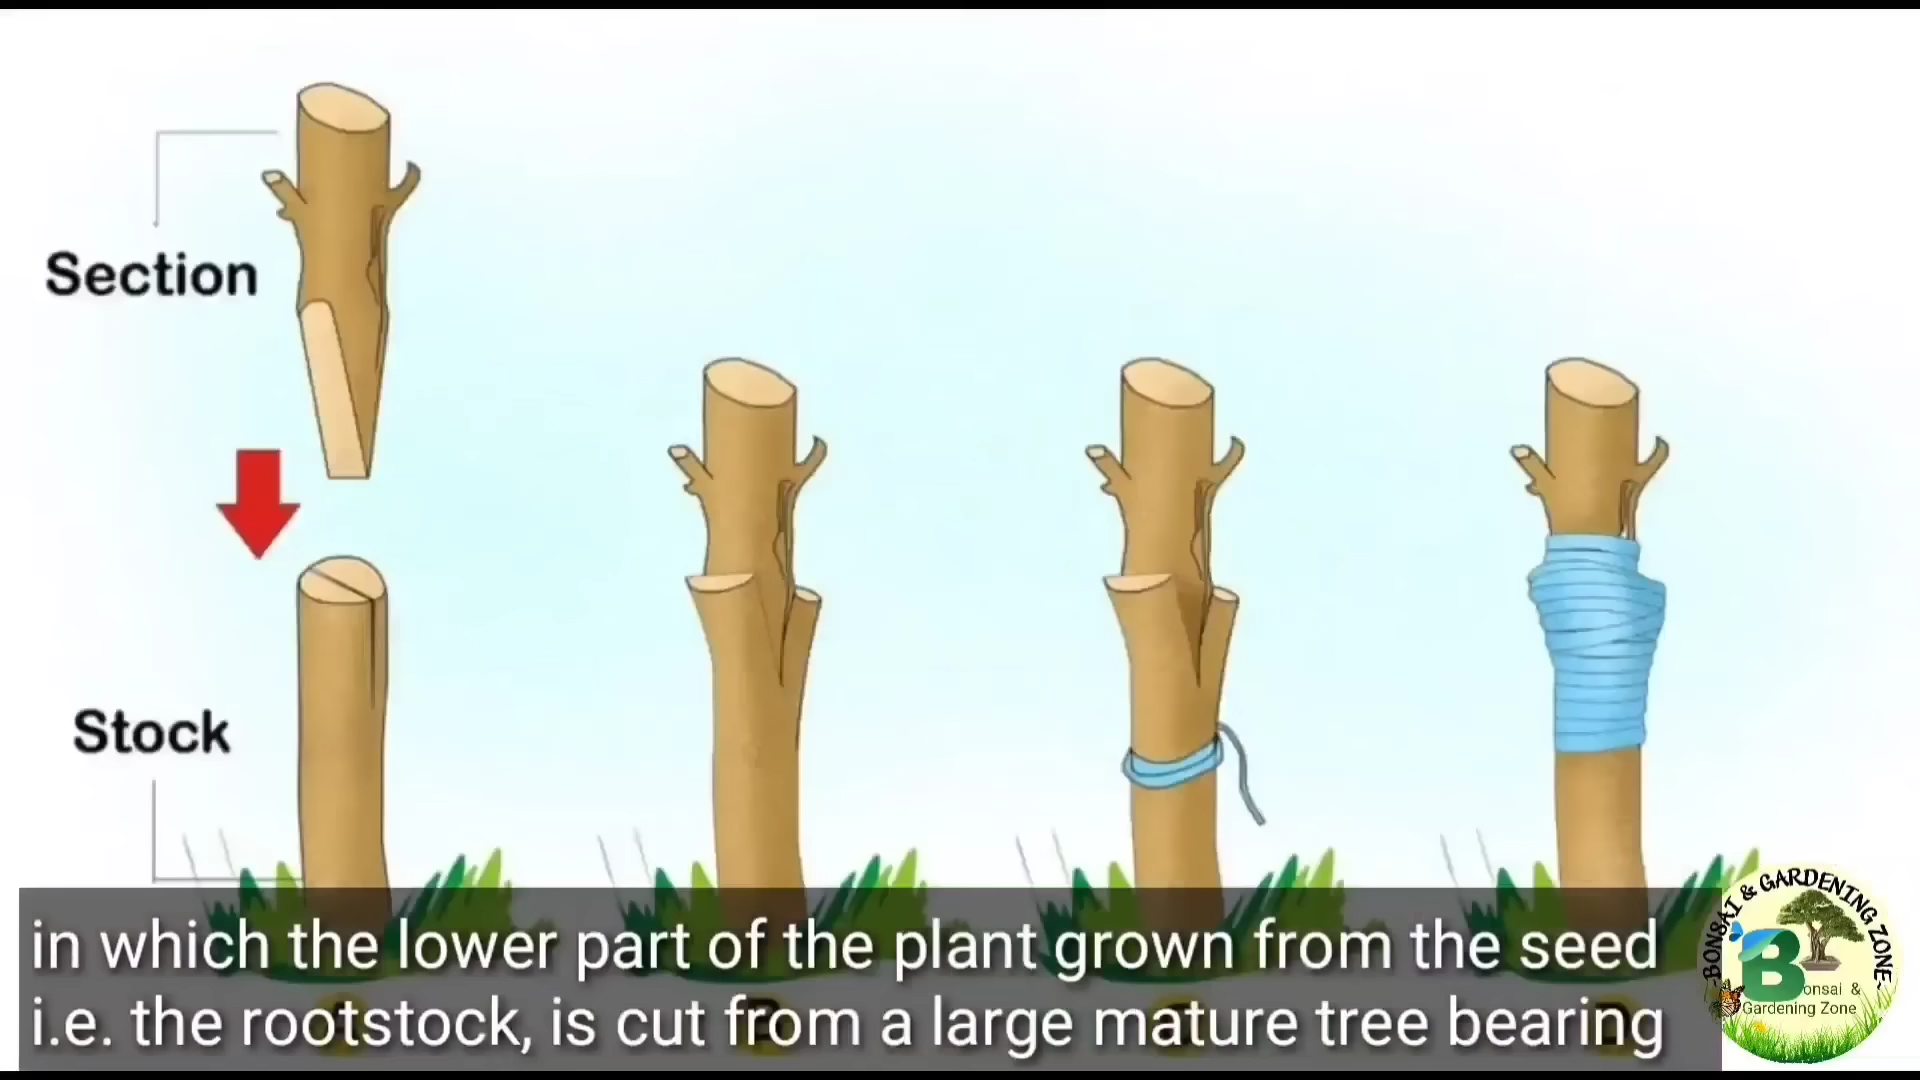 Section
Stock
in which the lower part of the plant grown from the seed
i.e. the rootstock, is cut from a large mature tree bearing
-BONSAI & GARDENING ZONE-
B
onsai &
Gardening Zone